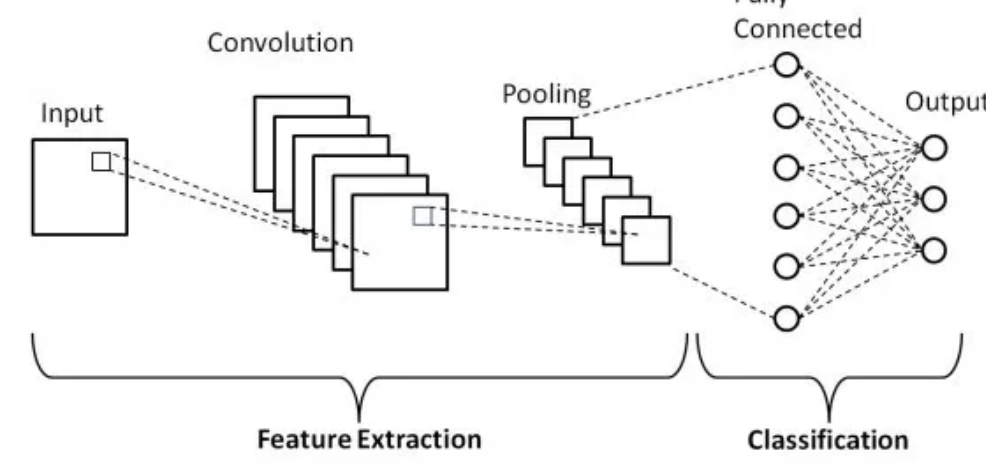 Convolution
Connected
Pooling
Input
Output
Feature Extraction
Classification